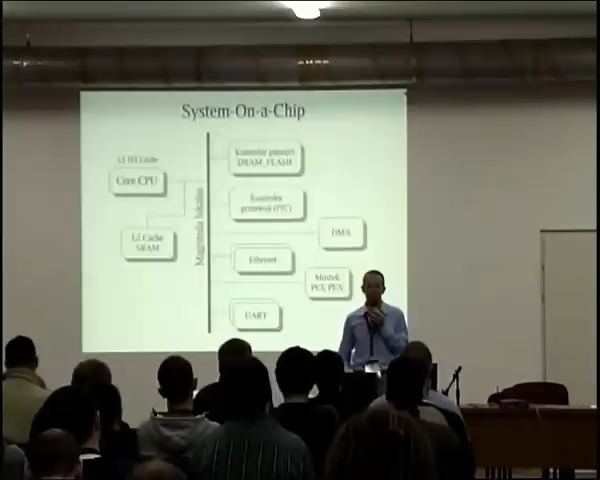 System-On-a-Chip
L1 I/D Cache
Core CPU
L2 Cache
SRAM
Magistrala lokalna
Kontroler pamięci
DRAM, FLASH
Kontroler
przerwań (PIC)
DMA
Ethernet
Mostek
PCI, PEX
UART